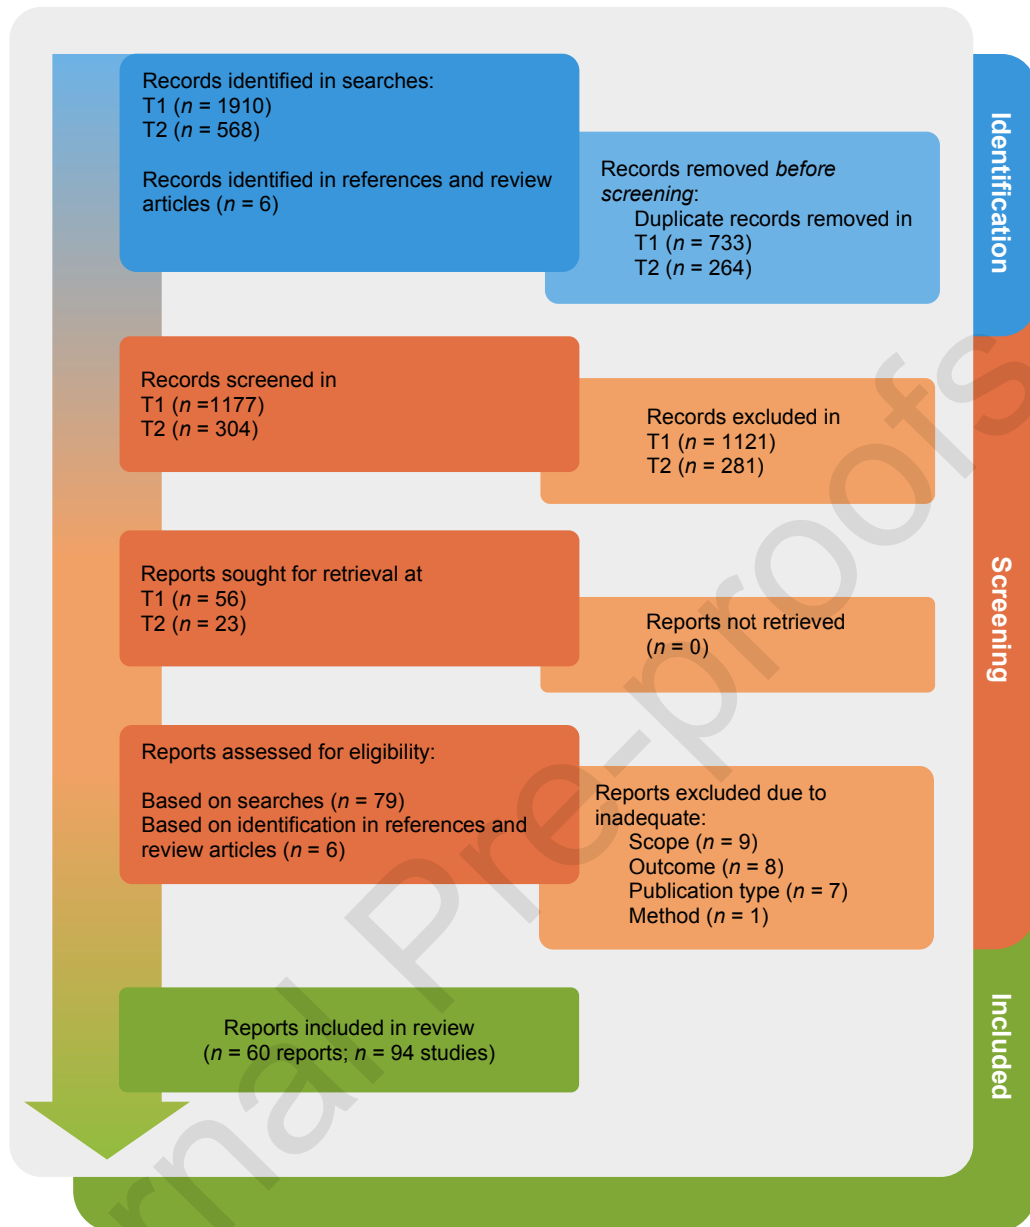 Records identified in searches:
T1 (n = 1910)
T2 (n = 568)
Records identified in references and review
articles (n = 6)
Records removed before
screening:
Duplicate records removed in
T1 (n = 733)
T2 (n = 264)
Identification
Records screened in
T1 (n =1177)
T2 (n = 304)
Records excluded in
T1 (n = 1121)
T2 (n = 281)
Reports sought for retrieval at
T1 (n = 56)
T2 (n = 23)
Reports not retrieved
(n = 0)
Screening
Reports assessed for eligibility:
Based on searches (n = 79)
Based on identification in references and
review articles (n = 6)
Reports excluded due to
inadequate:
Scope (n = 9)
Outcome (n = 8)
Publication type (n = 7)
Method (n = 1)
Reports included in review
(n = 60 reports; n = 94 studies)
Included
rnal Pre-proofs